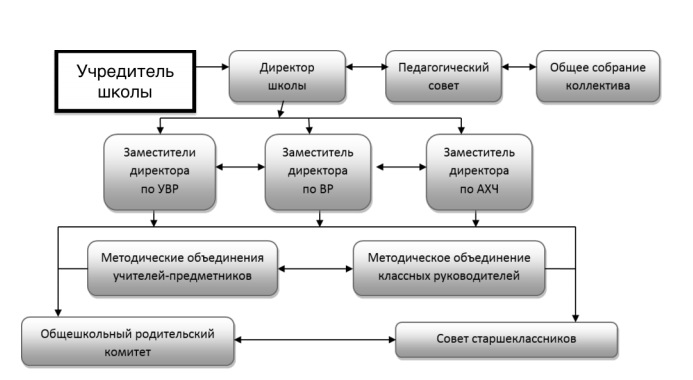 Учредитель
школы
Директор
школы
Педагогический
совет
Общее собрание
коллектива
Заместители
директора
по УВР
Заместитель
директора
по ВР
Заместитель
директора
по АХЧ
Методические объединения
учителей-предметников
Методическое объединение
классных руководителей
Общешкольный родительский
комитет
Совет старшеклассников